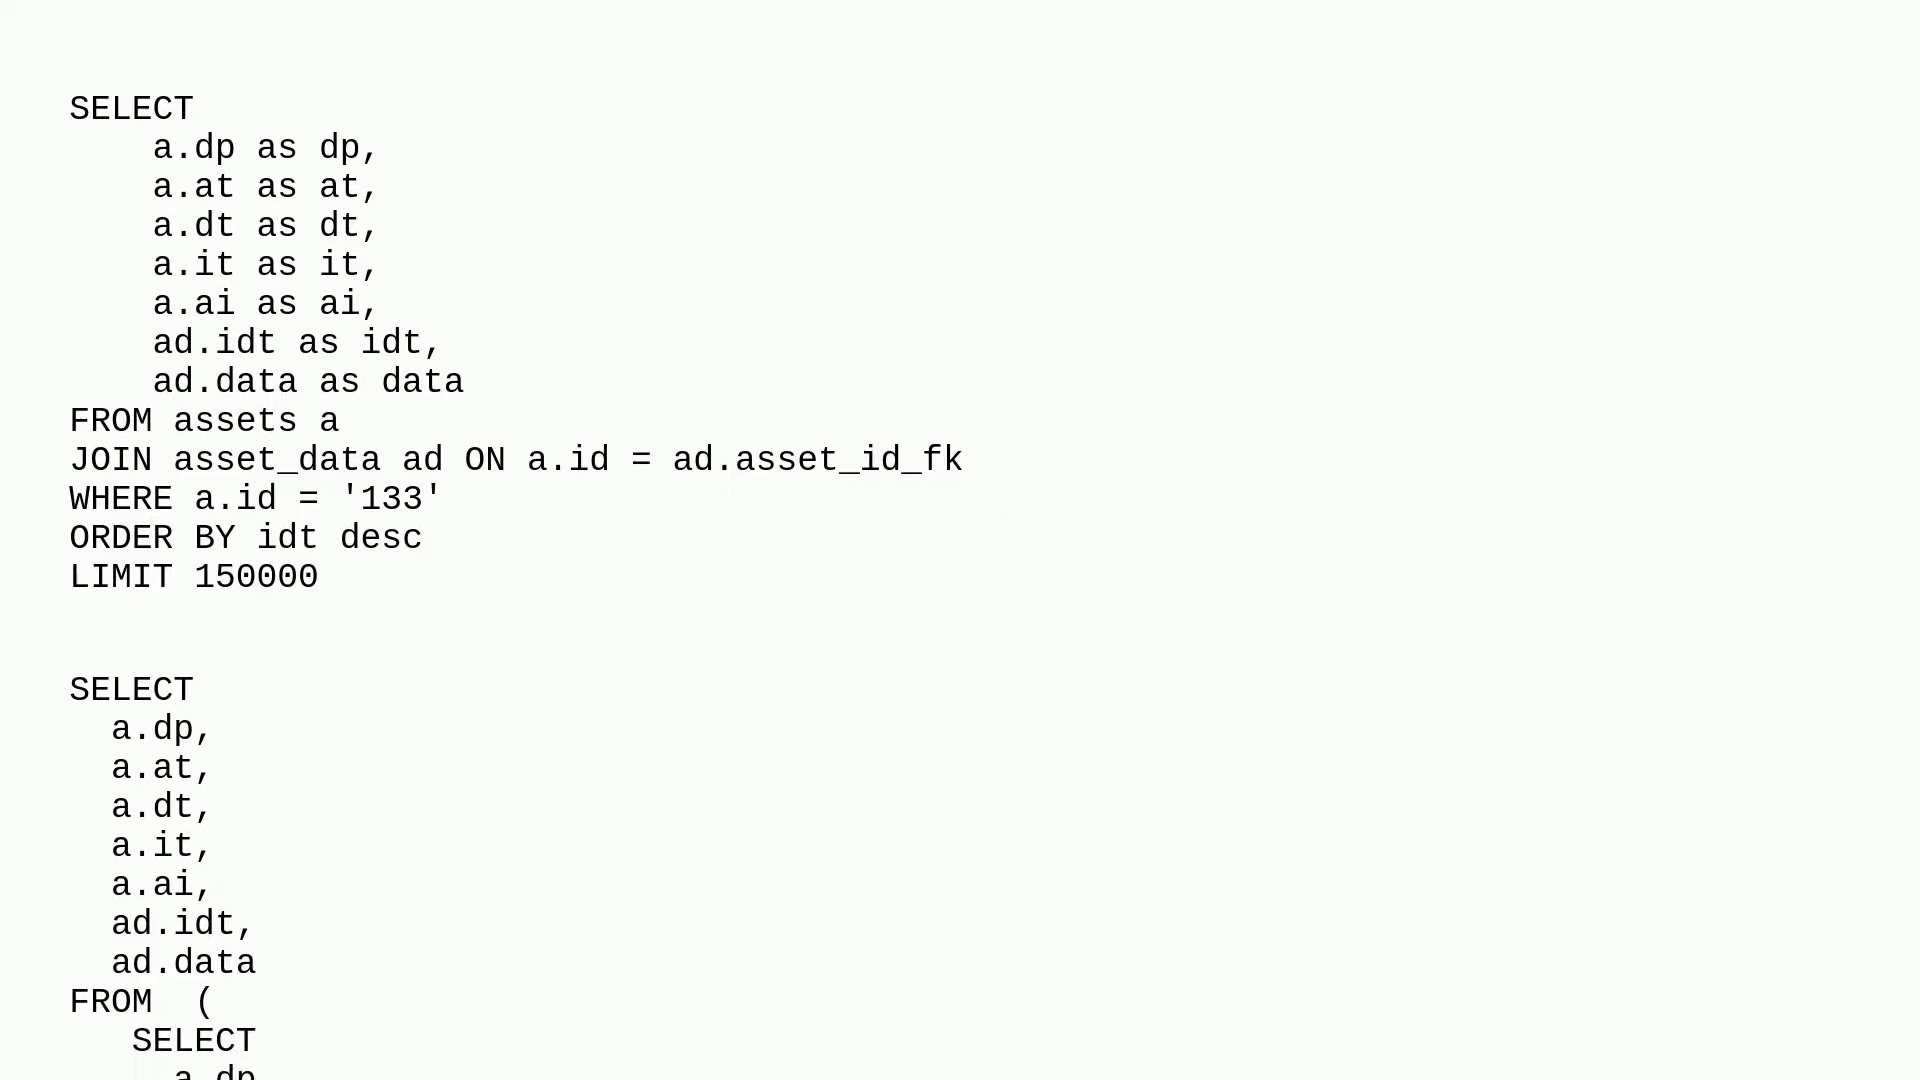 SELECT
    a.dp as dp,
    a.at as at,
    a.dt as dt,
    a.it as it,
    a.ai as ai,
    ad.idt as idt,
    ad.data as data
FROM assets a
JOIN asset_data ad ON a.id = ad.asset_id_fk
WHERE a.id = '133'
ORDER BY idt desc
LIMIT 150000
SELECT
  a.dp,
  a.at,
  a.dt,
  a.it,
  a.ai,
  ad.idt,
  ad.data
FROM  (
   SELECT
     a.dp